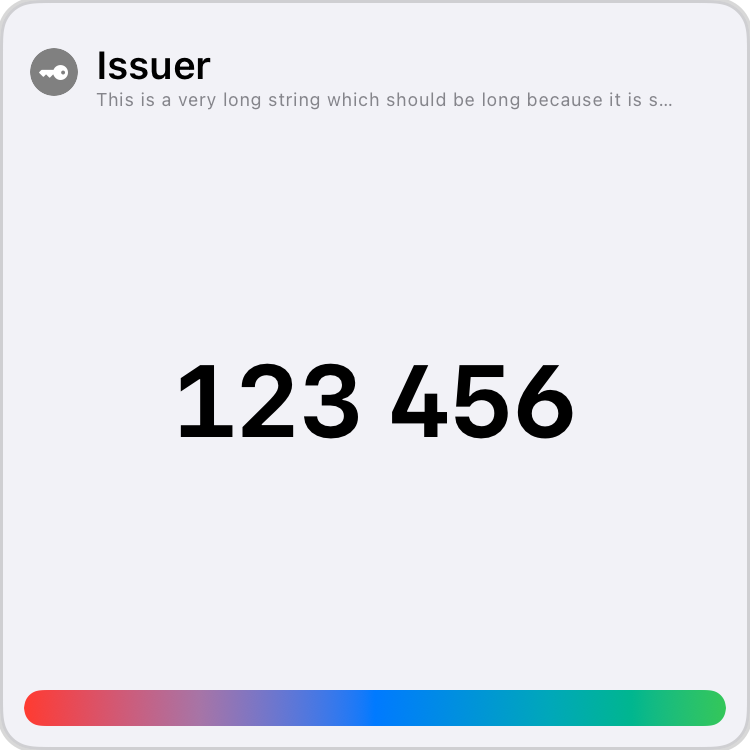 Issuer
This is a very long string which should be long because it is s…
123 456